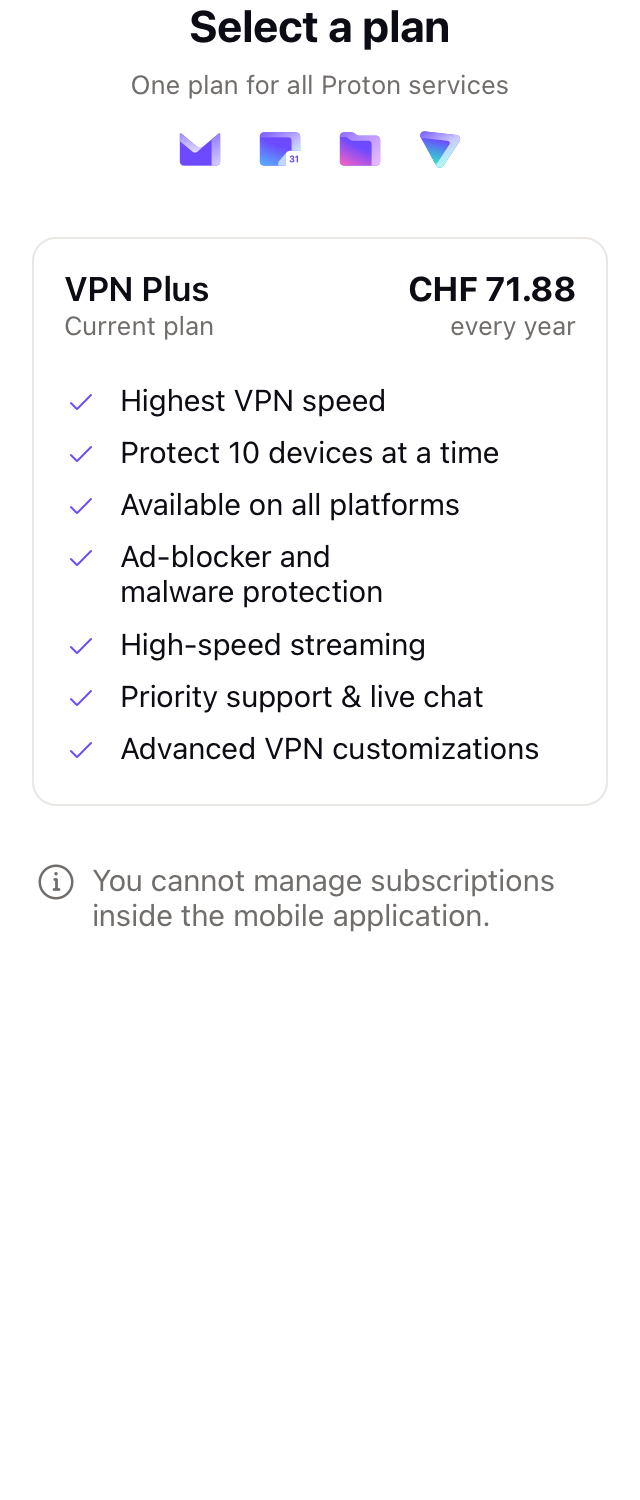 Select a plan
One plan for all Proton services
31
VPN Plus
CHF 71.88
Current plan
every year
Highest VPN speed
Protect 10 devices at a time
Available on all platforms
Ad-blocker and
malware protection
High-speed streaming
Priority support & live chat
Advanced VPN customizations
You cannot manage subscriptions
inside the mobile application.